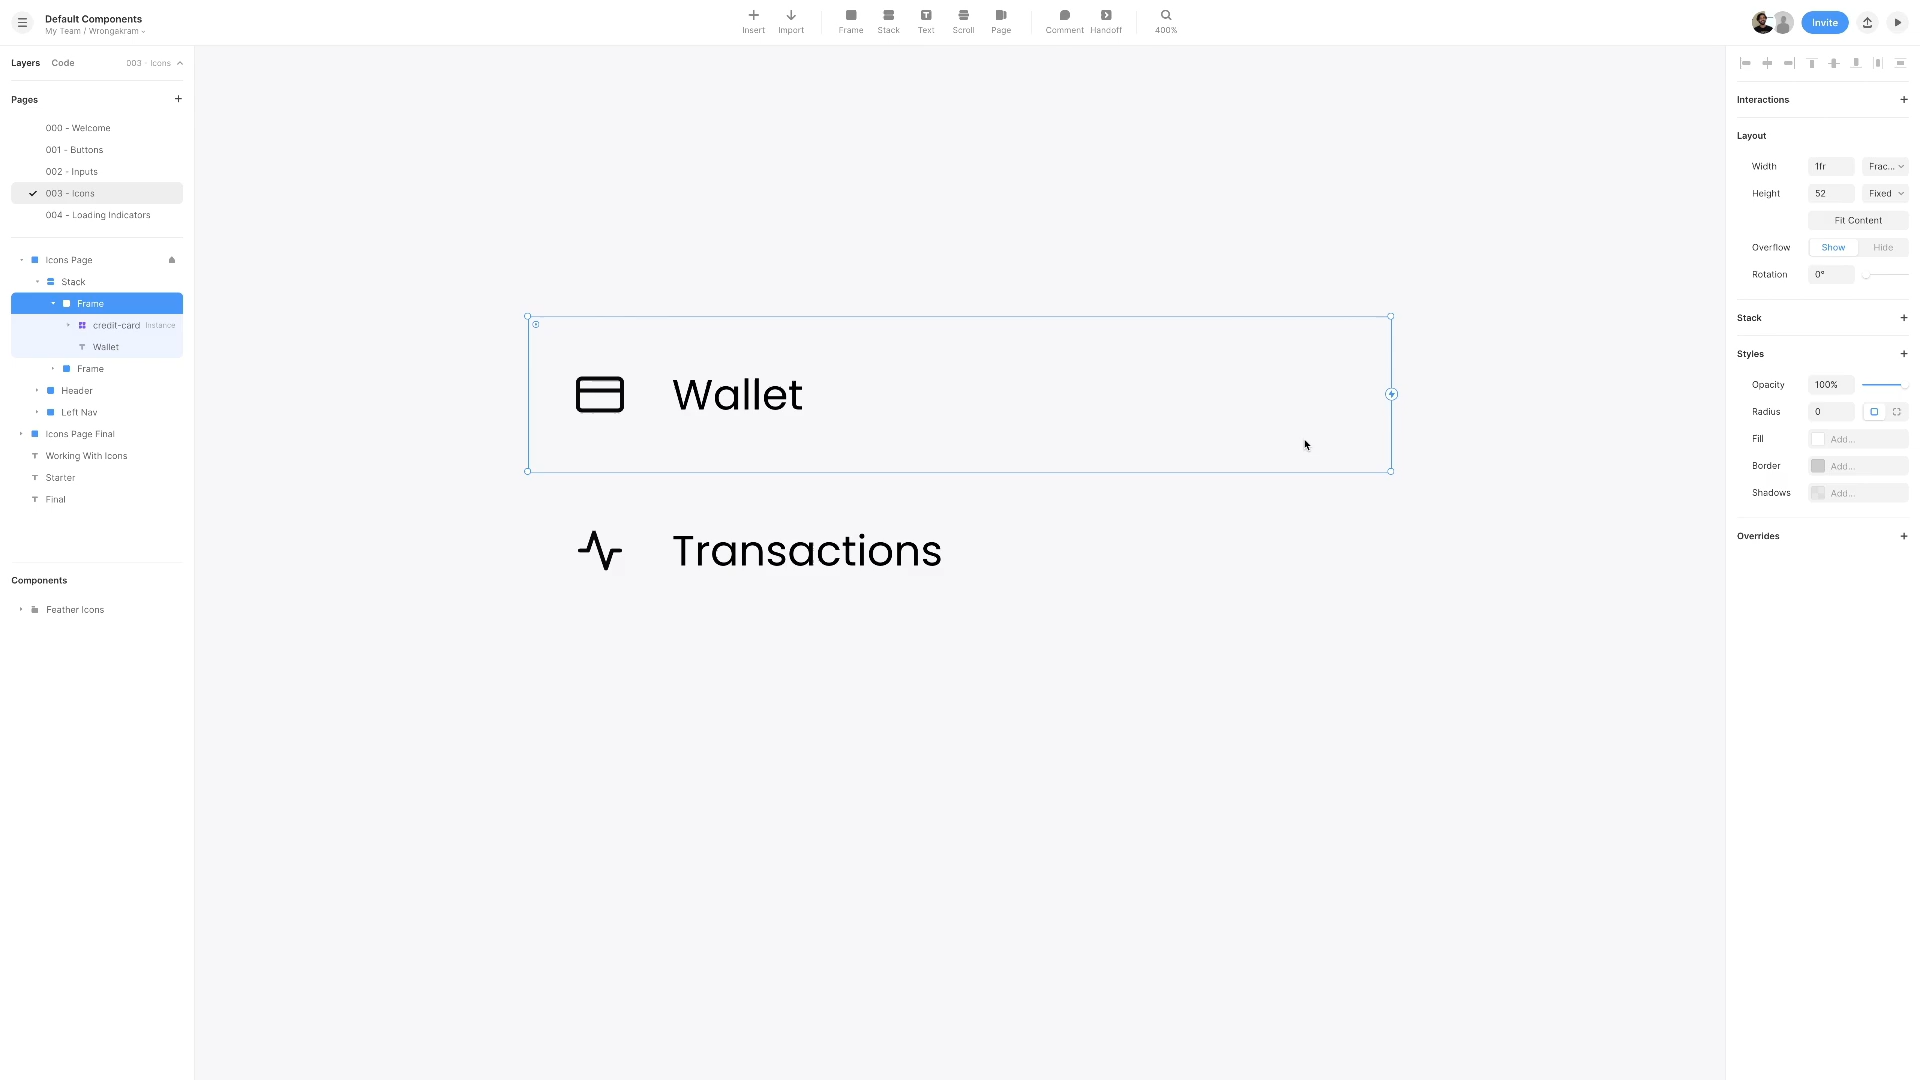 Default Components
My Team / Wrongakram
Insert
Import
Frame
Stack
Text
Scroll
Page
Comment
Handoff
400%
Invite
Layers
Code
003 - Icons
Pages
000 - Welcome
001 - Buttons
002 - Inputs
003 - Icons
004 - Loading Indicators
Icons Page
Stack
Frame
credit-card Instance
Wallet
Frame
Header
Left Nav
Icons Page Final
Working With Icons
Starter
Final
Components
Feather Icons
Wallet
Transactions
Interactions
Layout
Width 1fr Frac...
Height 52 Fixed
Fit Content
Overflow Show Hide
Rotation 0°
Stack
Styles
Opacity 100%
Radius 0
Fill Add...
Border Add...
Shadows Add...
Overrides